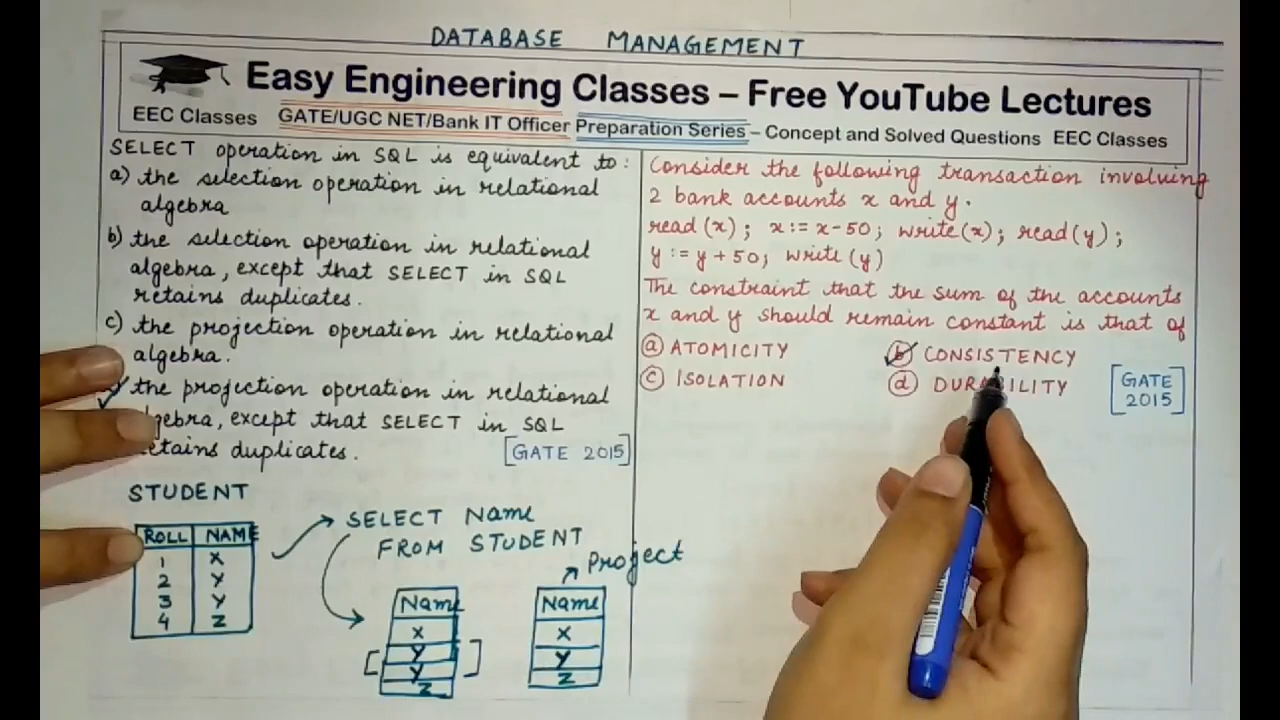 DATABASE MANAGEMENT
Easy Engineering Classes – Free YouTube Lectures
EEC Classes GATE/UGC NET/Bank IT Officer Preparation Series – Concept and Solved Questions EEC Classes
SELECT operation in SQL is equivalent to:
a) the selection operation in relational
algebra
b) the selection operation in relational
algebra, except that SELECT in SQL
retains duplicates.
c) the projection operation in relational
algebra.
the projection operation in relational
except that SELECT in SQL
duplicates.
[GATE 2015]
STUDENT
ROLL NAME
1 X
2 Y
3 Y
4 Z
SELECT Name
FROM STUDENT
Name
X
Y
Y
Z
Project
Name
X
Y
Z
Consider the following transaction involving
2 bank accounts x and y.
read (x); x := x - 50; write (x); read (y);
y := y + 50; write (y)
The constraint that the sum of the accounts
x and y should remain constant is that of
a ATOMICITY b CONSISTENCY
c ISOLATION d DURABILITY
[GATE
2015]